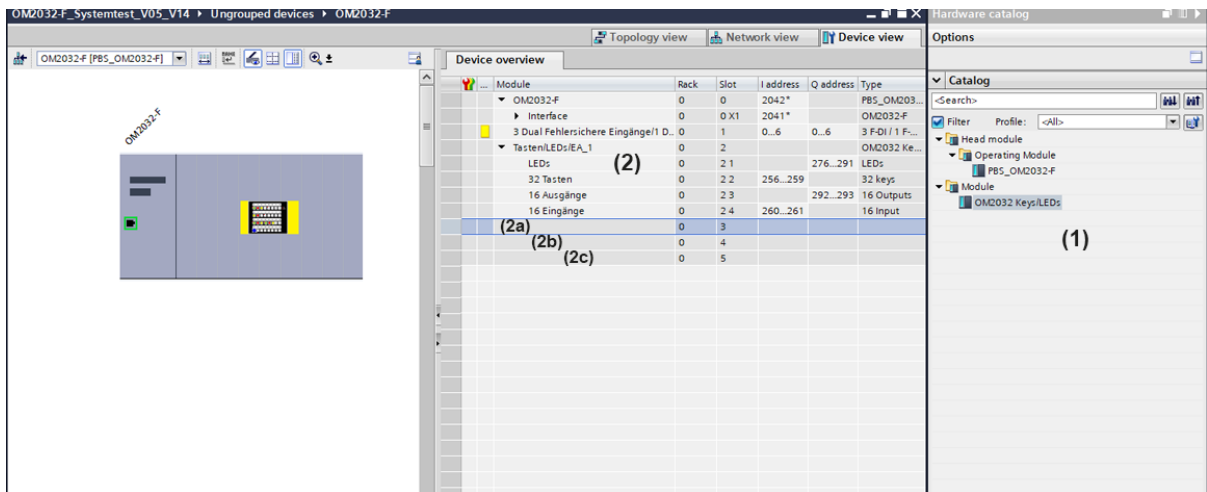 OM2032-F_Systemtest_V05_V14 ▸ Ungrouped devices ▸ OM2032-F
Hardware catalog
Topology view
Network view
Device view
Options
OM2032-F [PBS_OM2032-F]
Device overview
OM2032-F
... Module Rack Slot I address Q address Type
OM2032-F 0 0 2042* PBS_OM203...
Interface 0 0 X1 2041* OM2032-F
3 Dual Fehlersichere Eingänge/1 D.. 0 1 0...6 0...6 3 F-DI / 1 F-...
Tasten/LEDs/EA_1 0 2 OM2032 Ke...
LEDs 0 2 1 276...291 LEDs
32 Tasten 0 2 2 256...259 32 keys
16 Ausgänge 0 2 3 292...293 16 Outputs
16 Eingänge 0 2 4 260...261 16 Input
0 3
0 4
0 5
(2)
(2a)
(2b)
(2c)
Catalog
<Search>
Filter Profile: <All>
Head module
Operating Module
PBS_OM2032-F
Module
OM2032 Keys/LEDs
(1)